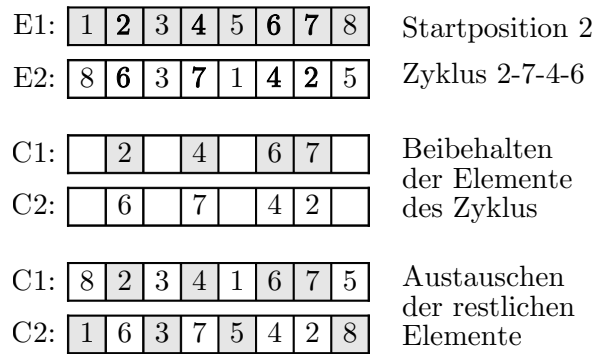 E1: 1 2 3 4 5 6 7 8 Startposition 2
E2: 8 6 3 7 1 4 2 5 Zyklus 2-7-4-6
C1: 2 4 6 7 Beibehalten
der Elemente
C2: 6 7 4 2 des Zyklus
C1: 8 2 3 4 1 6 7 5 Austauschen
der restlichen
C2: 1 6 3 7 5 4 2 8 Elemente